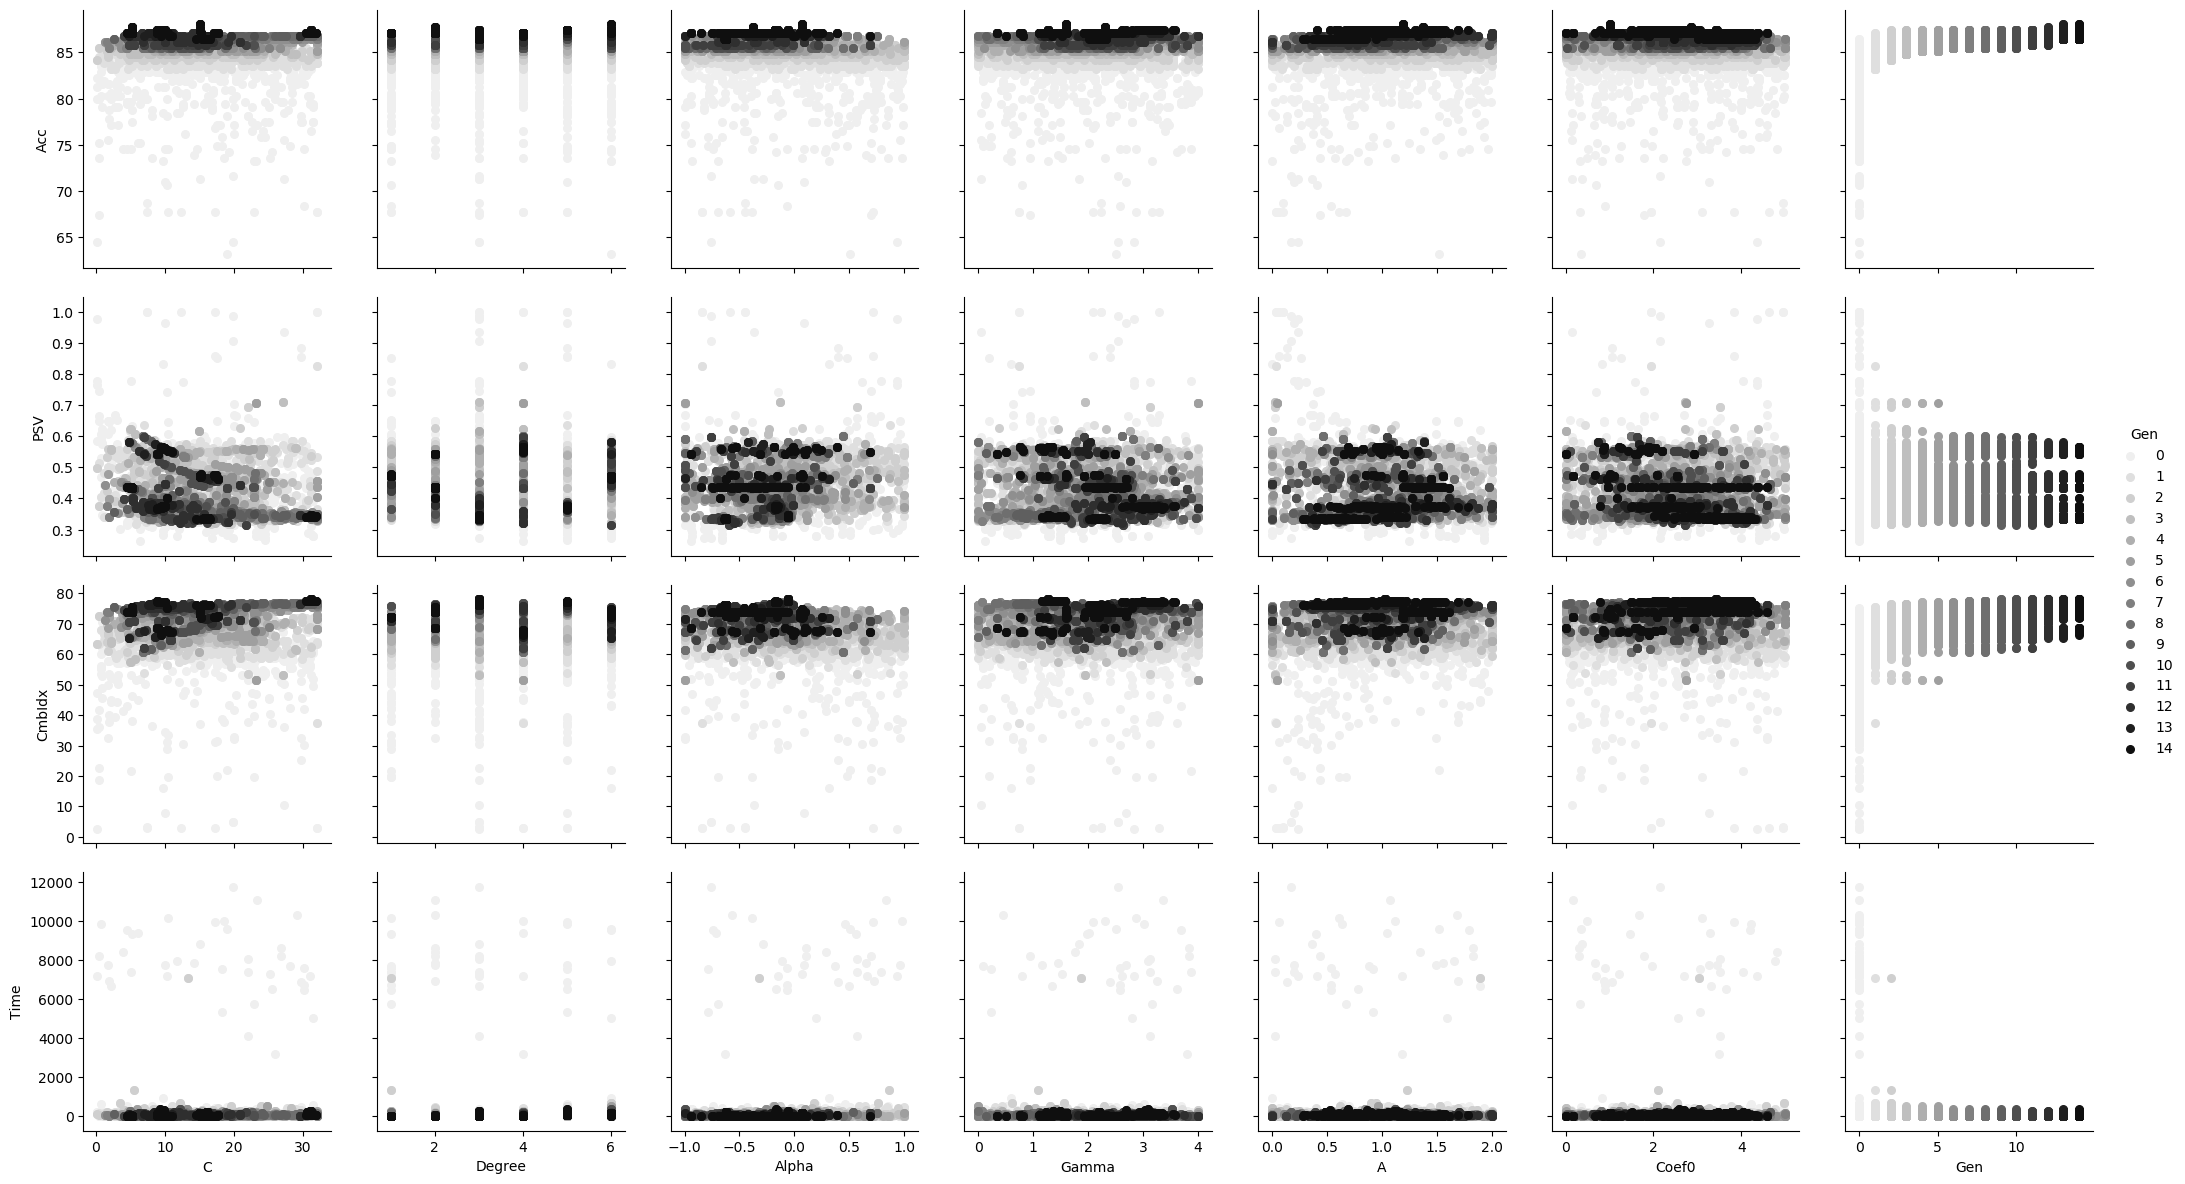 Acc
85
80
75
70
65
PSV
1.0
0.9
0.8
0.7
0.6
0.5
0.4
0.3
CmbIdx
80
70
60
50
40
30
20
10
0
Time
12000
10000
8000
6000
4000
2000
0
0 10 20 30
C
2 4 6
Degree
−1.0 −0.5 0.0 0.5 1.0
Alpha
0 1 2 3 4
Gamma
0.0 0.5 1.0 1.5 2.0
A
0 2 4
Coef0
0 5 10
Gen
Gen
0
1
2
3
4
5
6
7
8
9
10
11
12
13
14